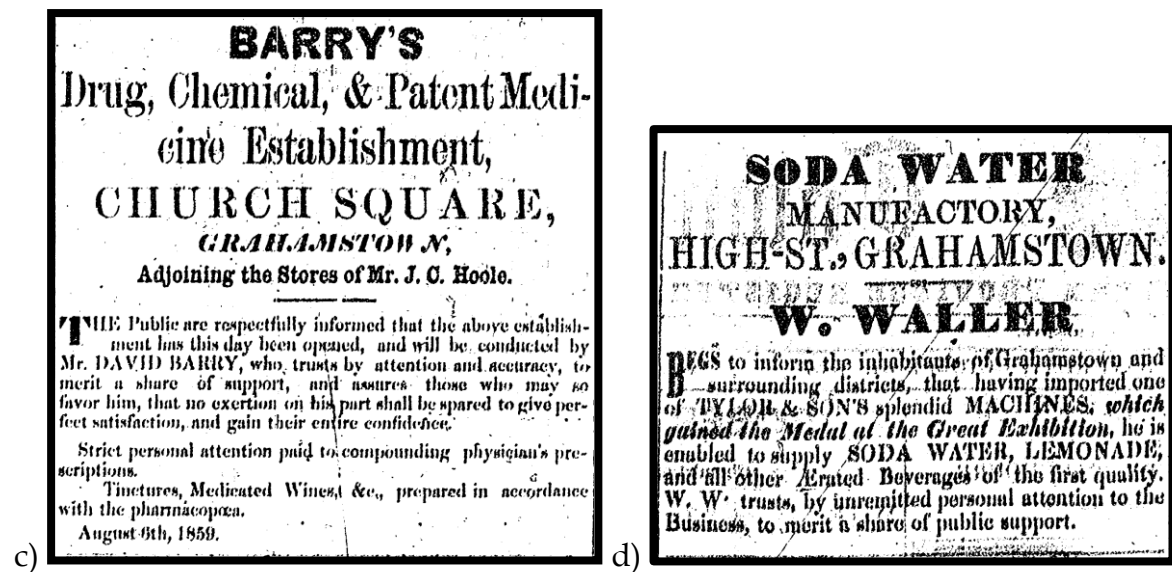 BARRY'S
Drug, Chemical, & Patent Medi-
cine Establishment,
CHURCH SQUARE,
GRAHAMSTOWN,
Adjoining the Stores of Mr. J. C. Hoole.
THE Public are respectfully informed that the above establish-
ment has this day been opened, and will be conducted by
Mr. DAVID BARRY, who trusts by attention and accuracy, to
merit a share of support, and assures those who may so
favor him, that no exertion on his part shall be spared to give per-
fect satisfaction, and gain their entire confidence.
Strict personal attention paid to compounding physician's pre-
scriptions.
Tinctures, Medicated Wines, &c., prepared in accordance
with the pharmacopœa.
August 6th, 1859.
c)
SODA WATER
MANUFACTORY,
HIGH-ST., GRAHAMSTOWN.
W. WALLER
BEGS to inform the inhabitants of Grahamstown and
surrounding districts, that having imported one
of TYLOR & SON'S splendid MACHINES, which
gained the Medal at the Great Exhibition, he is
enabled to supply SODA WATER, LEMONADE,
and all other Ærated Beverages of the first quality.
W. W. trusts, by unremitted personal attention to the
Business, to merit a share of public support.
d)